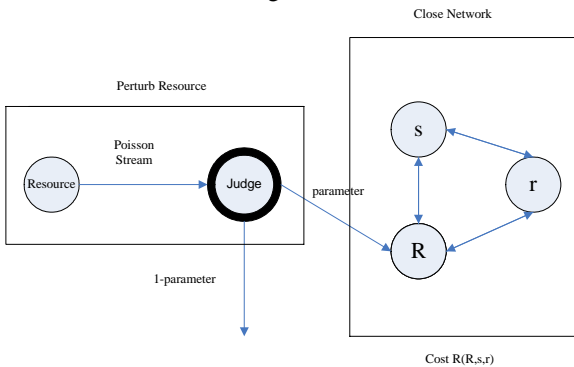 Close Network
Perturb Resource
Poisson
Stream
s
Resource
Judge
parameter
r
R
1-parameter
Cost R(R,s,r)